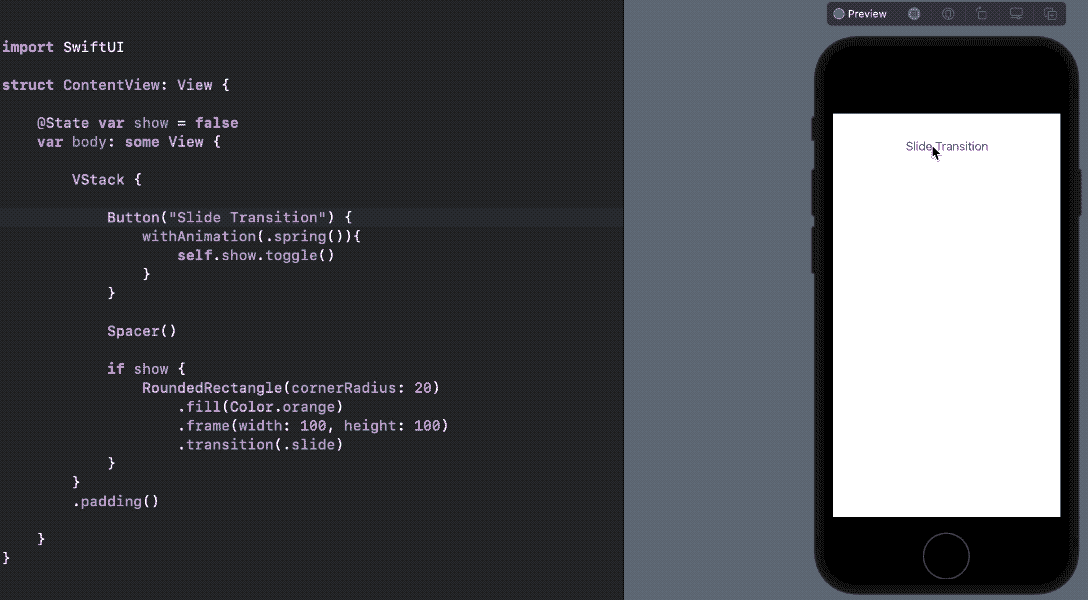 import SwiftUI
struct ContentView: View {
@State var show = false
var body: some View {
VStack {
Button("Slide Transition") {
withAnimation(.spring()){
self.show.toggle()
}
}
Spacer()
if show {
RoundedRectangle(cornerRadius: 20)
.fill(Color.orange)
.frame(width: 100, height: 100)
.transition(.slide)
}
}
.padding()
}
}
Preview
Slide Transition